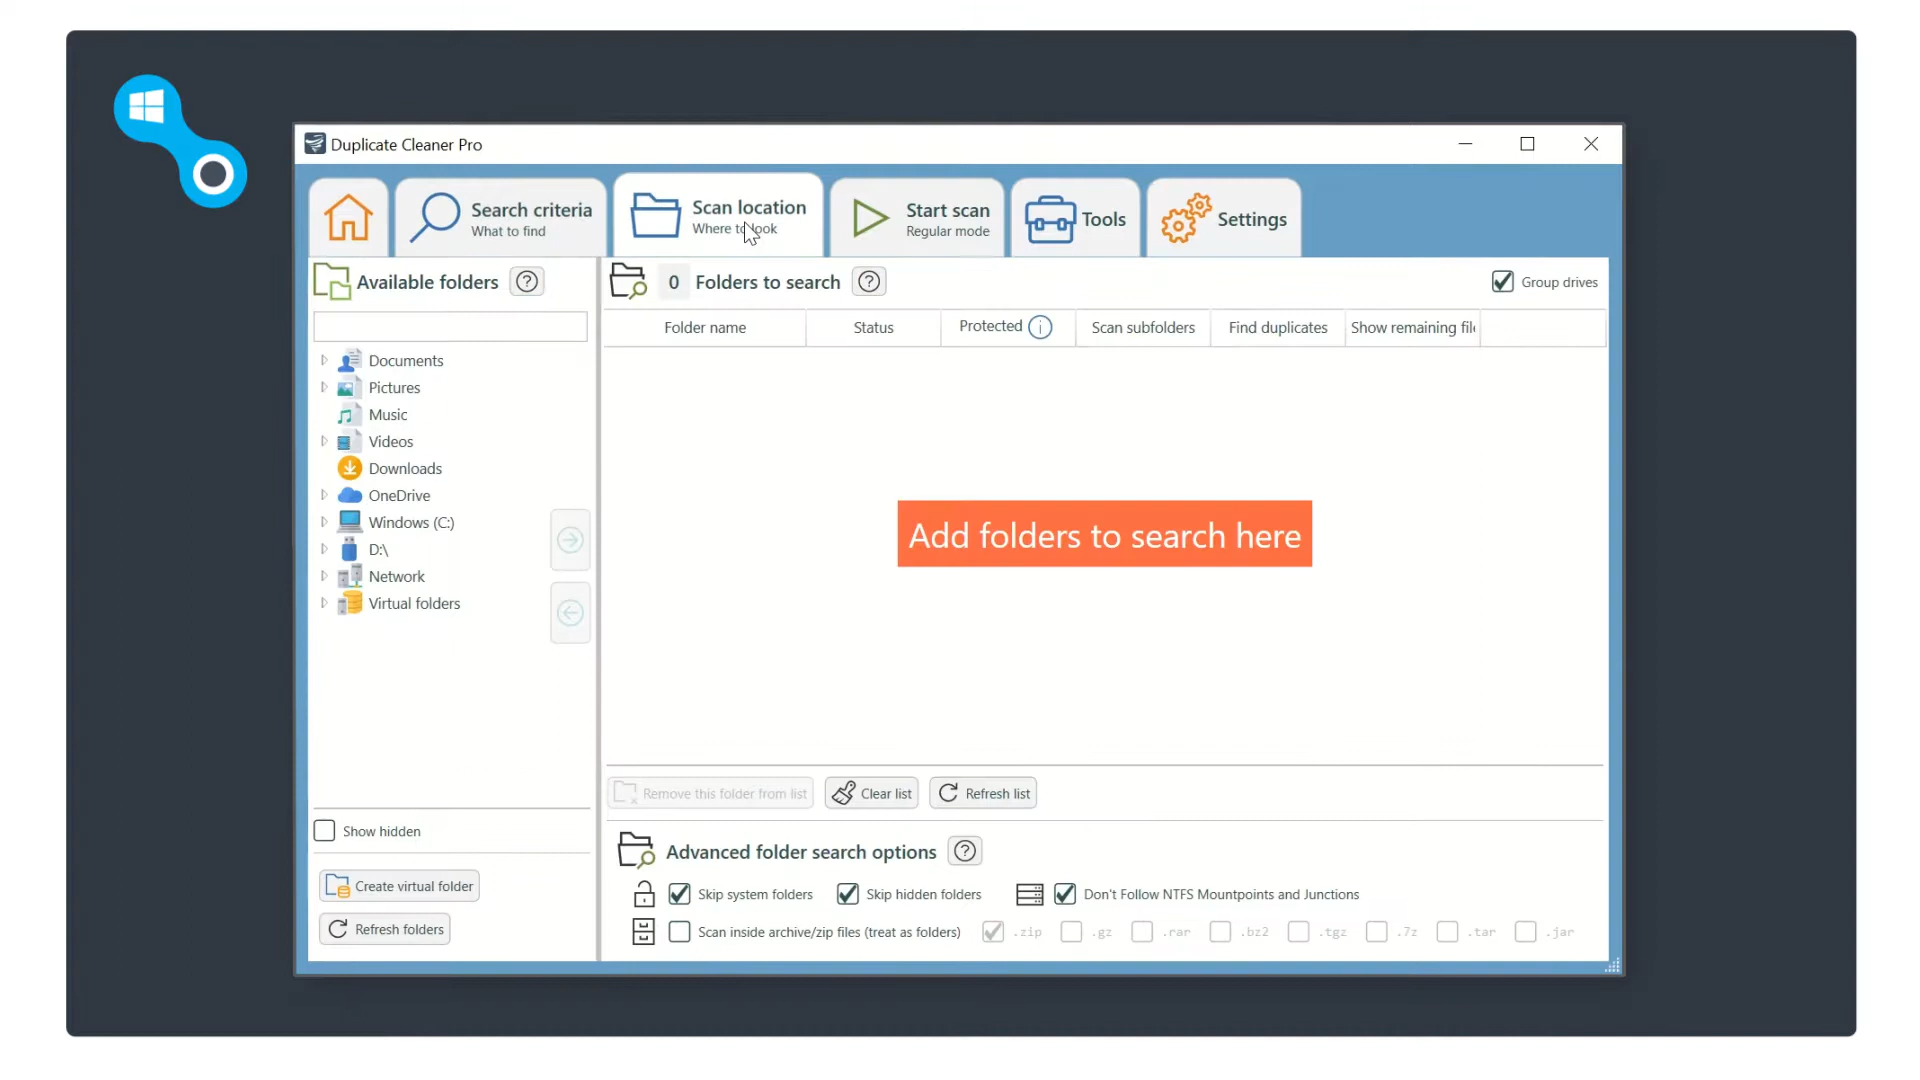 Duplicate Cleaner Pro
Search criteria
What to find
Scan location
Where to look
Start scan
Regular mode
Tools
Settings
Available folders
0 Folders to search
Group drives
Folder name
Status
Protected
Scan subfolders
Find duplicates
Show remaining file
Documents
Pictures
Music
Videos
Downloads
OneDrive
Windows (C:)
D:\
Network
Virtual folders
Add folders to search here
Remove this folder from list
Clear list
Refresh list
Show hidden
Create virtual folder
Refresh folders
Advanced folder search options
Skip system folders
Skip hidden folders
Don't Follow NTFS Mountpoints and Junctions
Scan inside archive/zip files (treat as folders)
.zip
.gz
.rar
.bz2
.tgz
.7z
.tar
.jar